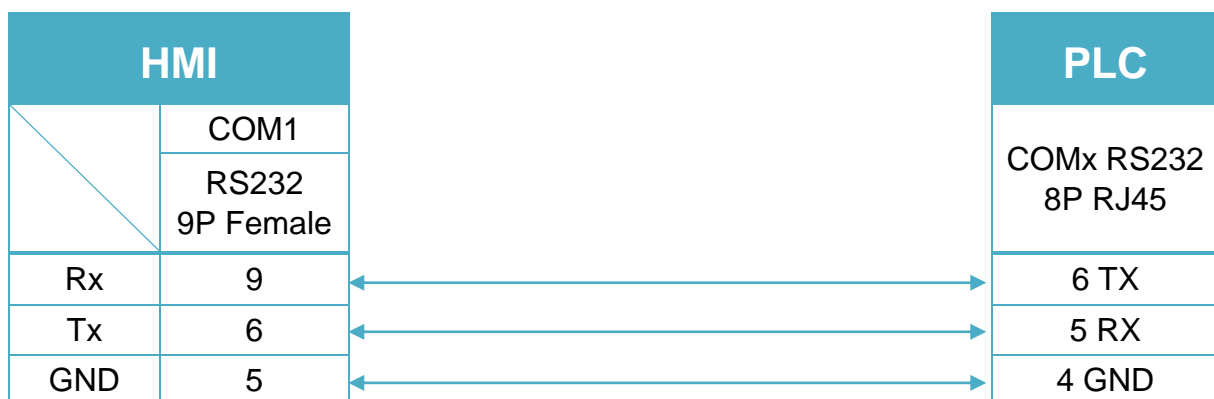 HMI
PLC
COM1
RS232
9P Female
COMx RS232
8P RJ45
Rx 9 6 TX
Tx 6 5 RX
GND 5 4 GND